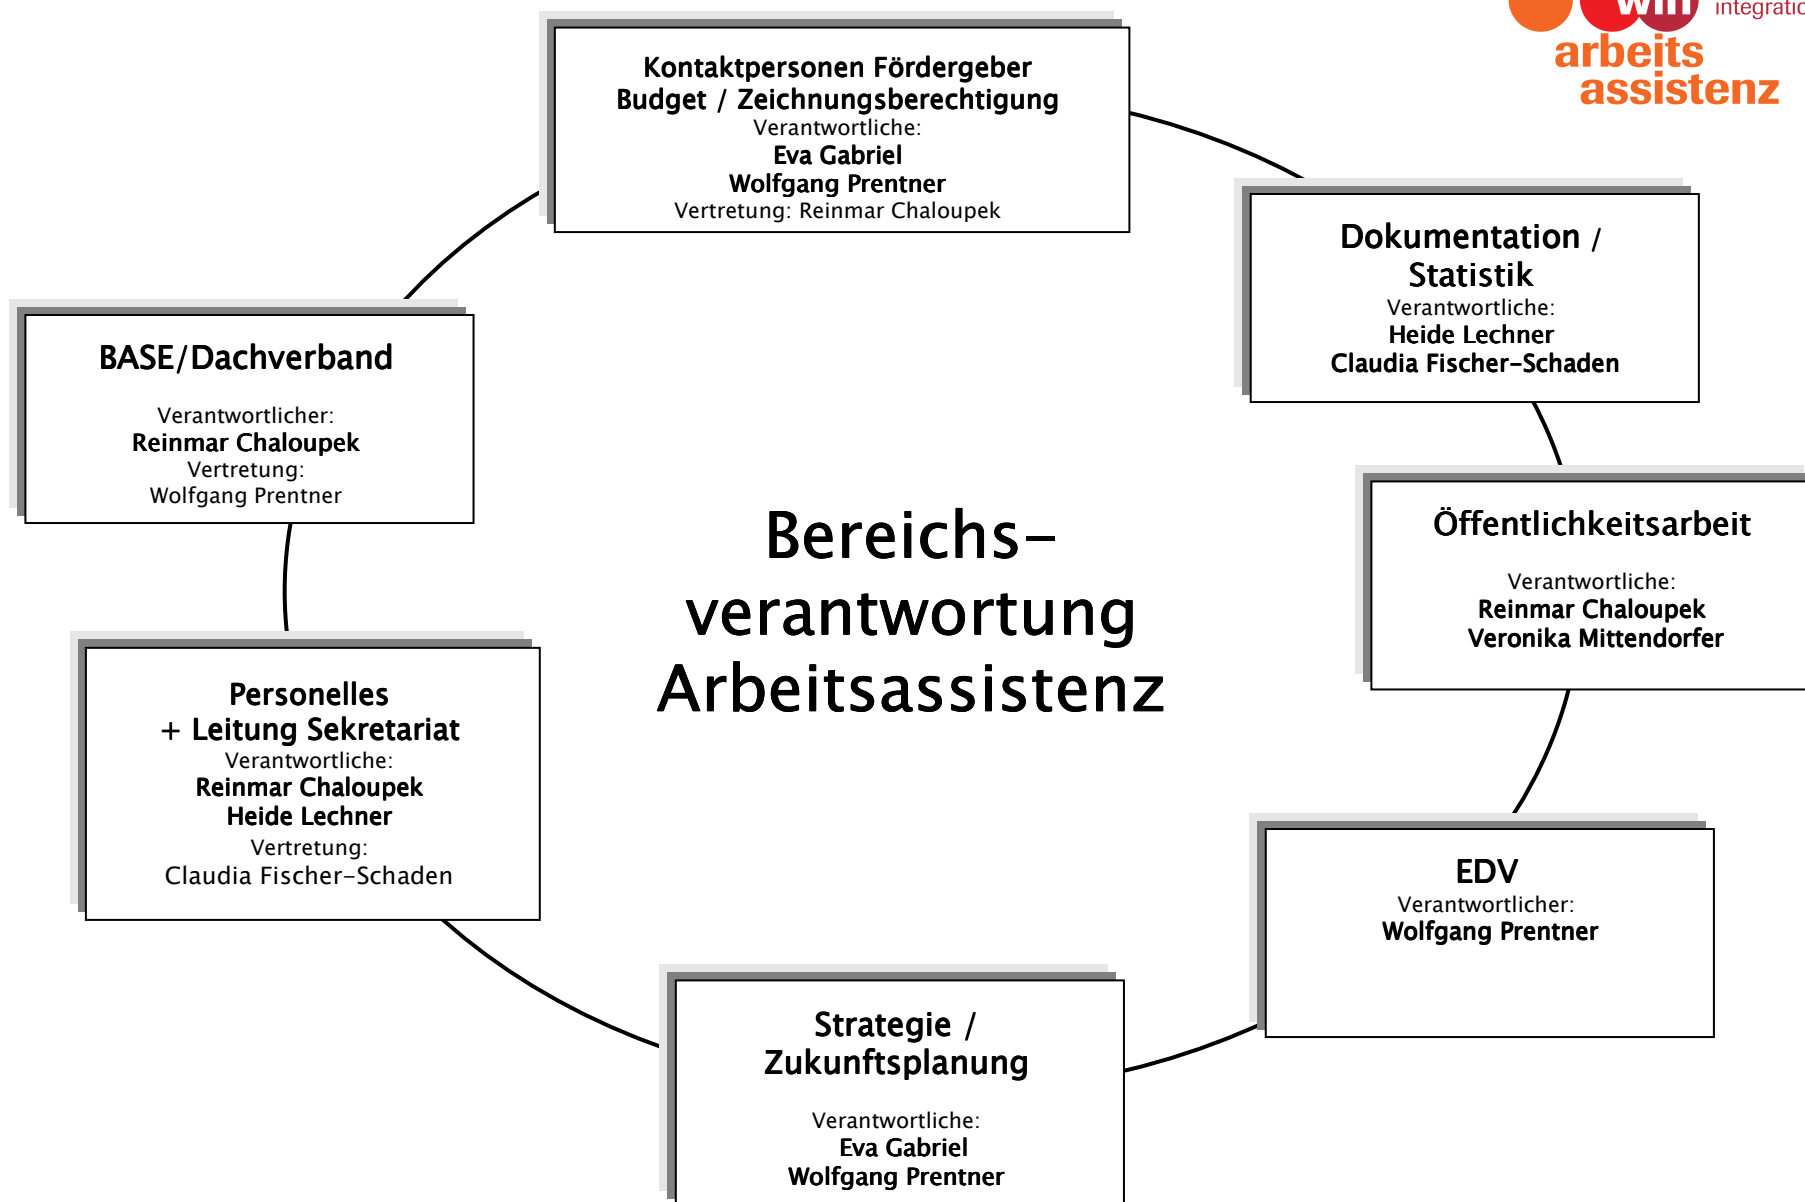 win
arbeits
assistenz
Kontaktpersonen Fördergeber
Budget / Zeichnungsberechtigung
Verantwortliche:
Eva Gabriel
Wolfgang Prentner
Vertretung: Reinmar Chaloupek
Dokumentation /
Statistik
Verantwortliche:
Heide Lechner
Claudia Fischer-Schaden
BASE/Dachverband
Verantwortlicher:
Reinmar Chaloupek
Vertretung:
Wolfgang Prentner
Öffentlichkeitsarbeit
Verantwortliche:
Reinmar Chaloupek
Veronika Mittendorfer
Bereichs-
verantwortung
Arbeitsassistenz
Personelles
+ Leitung Sekretariat
Verantwortliche:
Reinmar Chaloupek
Heide Lechner
Vertretung:
Claudia Fischer-Schaden
EDV
Verantwortlicher:
Wolfgang Prentner
Strategie /
Zukunftsplanung
Verantwortliche:
Eva Gabriel
Wolfgang Prentner